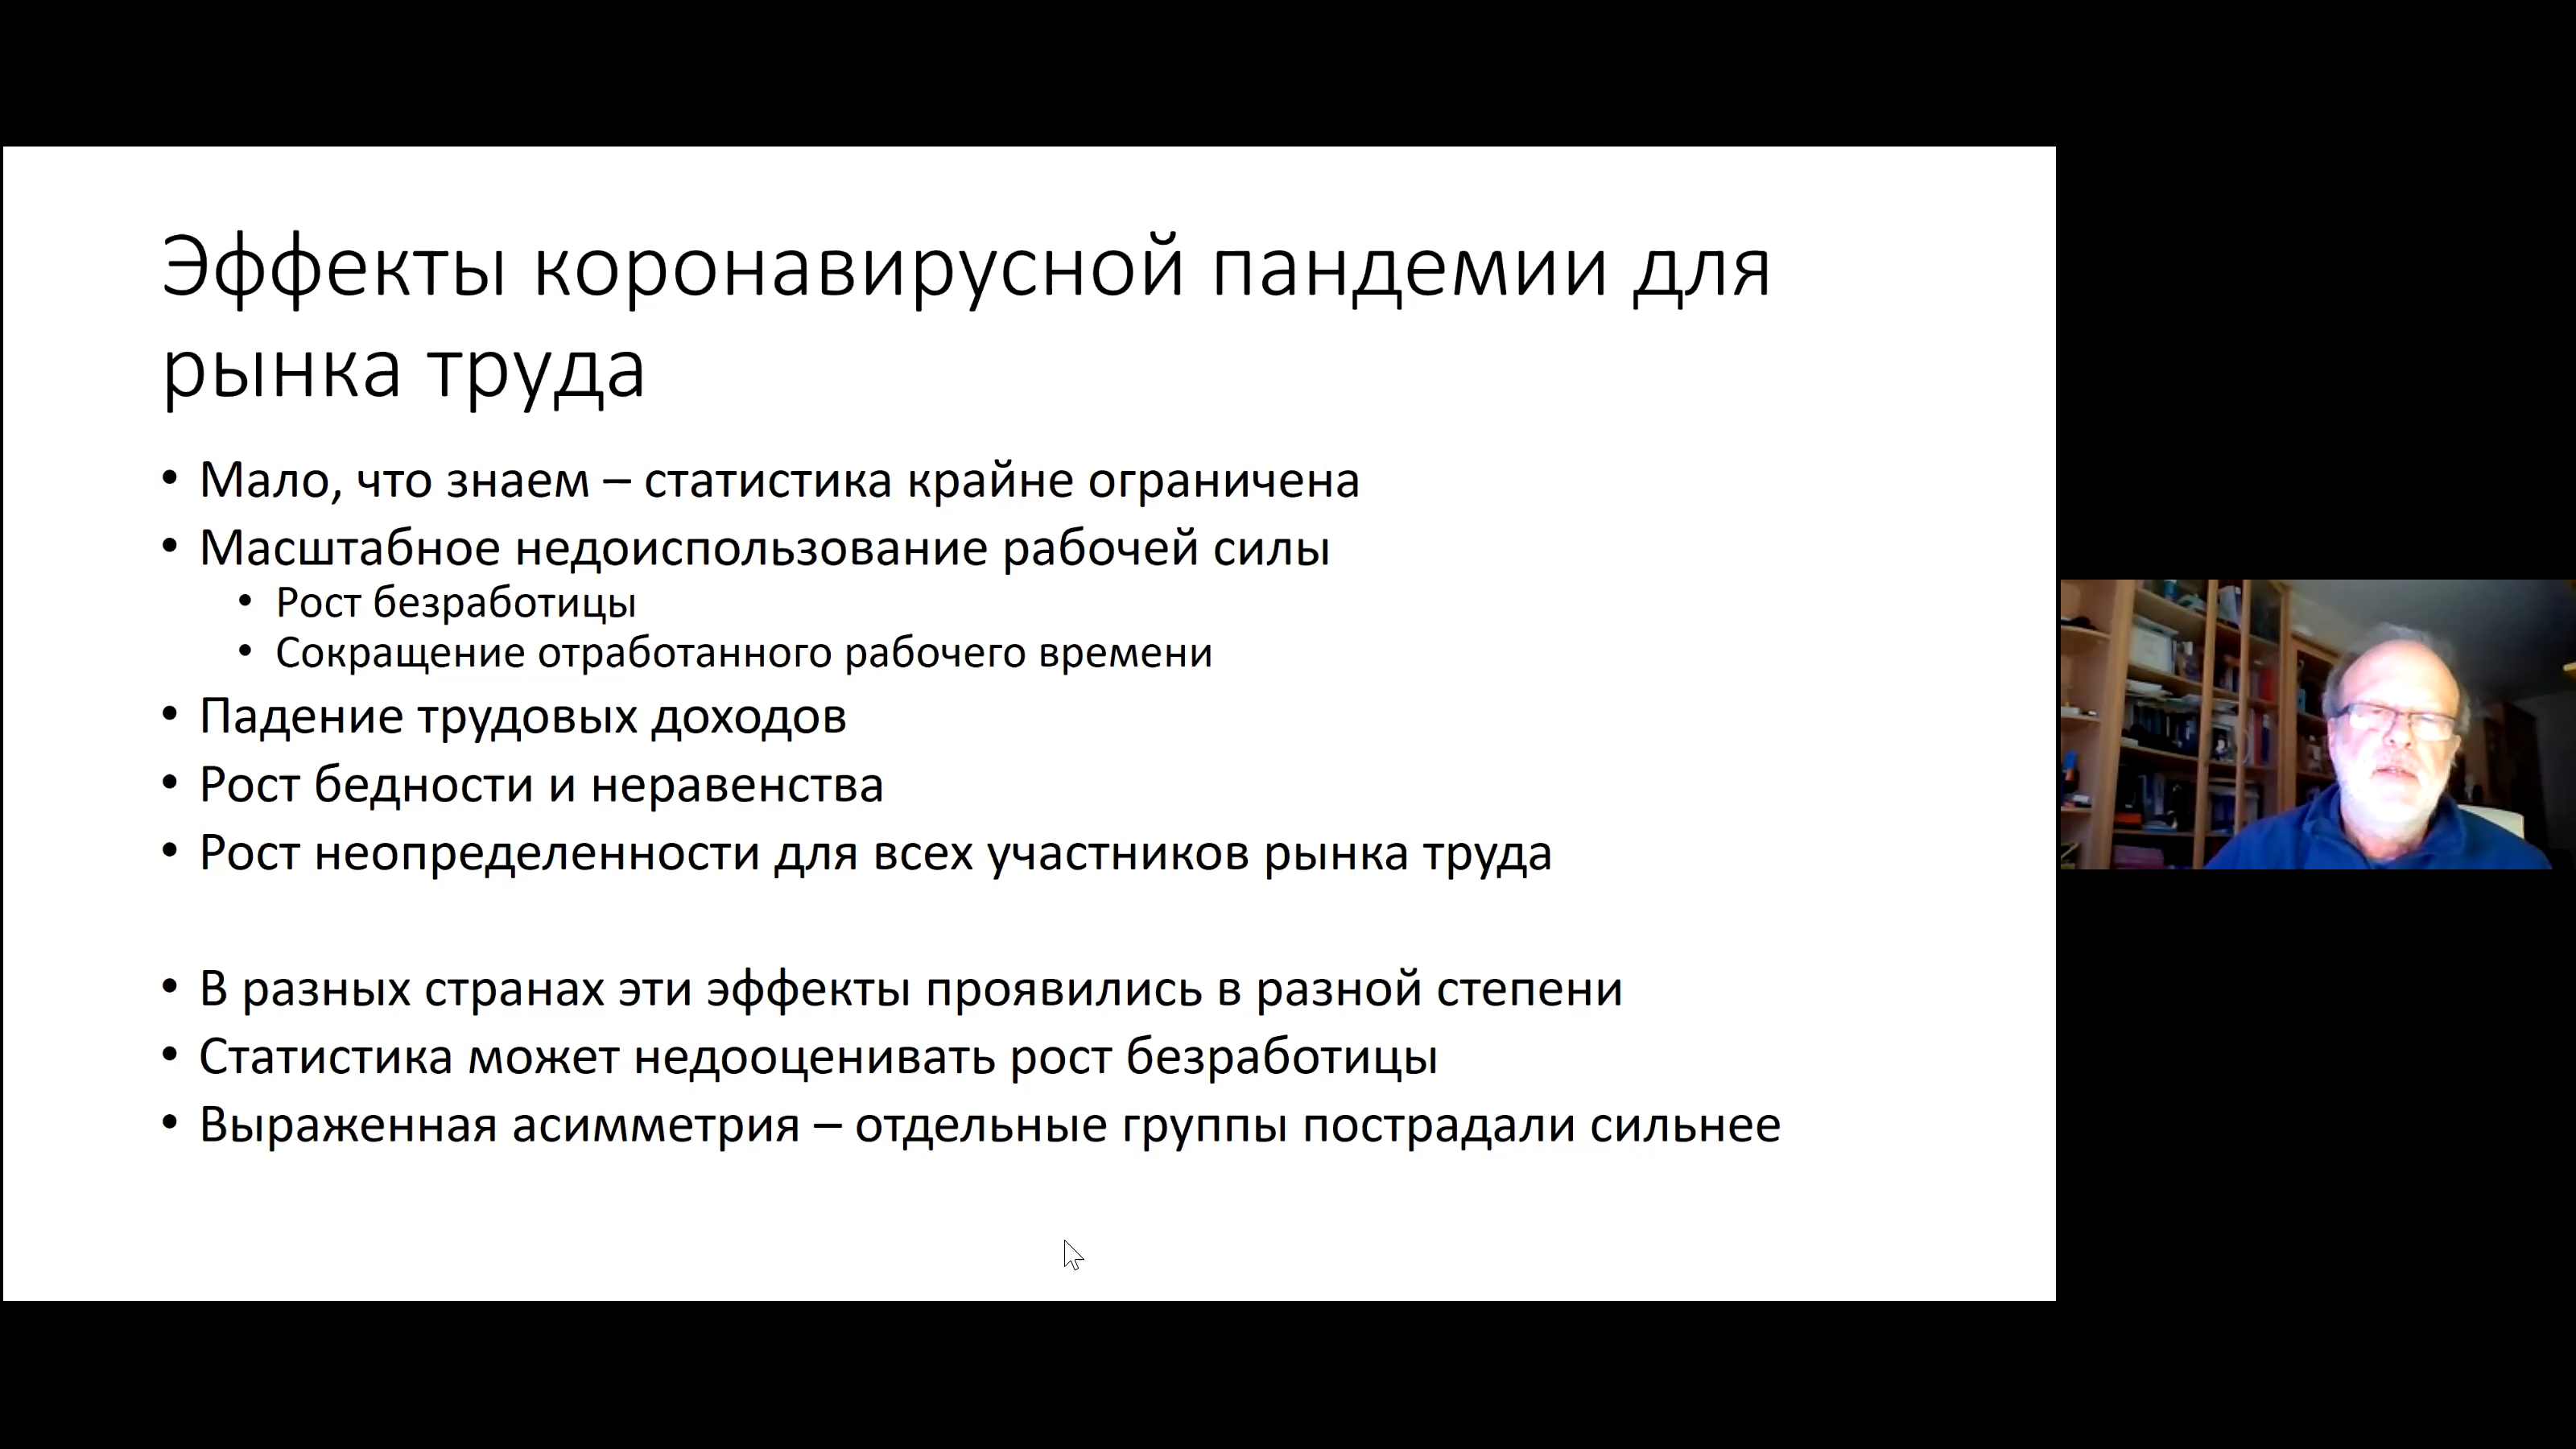 Эффекты коронавирусной пандемии для
рынка труда
• Мало, что знаем – статистика крайне ограничена
• Масштабное недоиспользование рабочей силы
• Рост безработицы
• Сокращение отработанного рабочего времени
• Падение трудовых доходов
• Рост бедности и неравенства
• Рост неопределенности для всех участников рынка труда
• В разных странах эти эффекты проявились в разной степени
• Статистика может недооценивать рост безработицы
• Выраженная асимметрия – отдельные группы пострадали сильнее